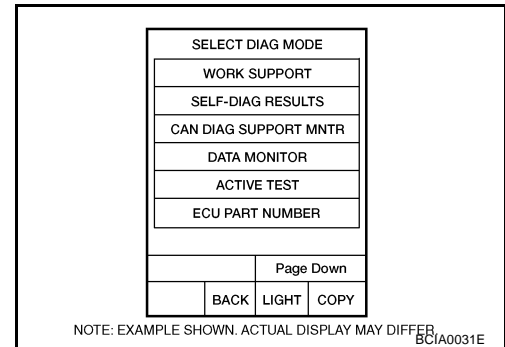 SELECT DIAG MODE
WORK SUPPORT
SELF-DIAG RESULTS
CAN DIAG SUPPORT MNTR
DATA MONITOR
ACTIVE TEST
ECU PART NUMBER
Page Down
BACK LIGHT COPY
NOTE: EXAMPLE SHOWN. ACTUAL DISPLAY MAY DIFFER.
BCIA0031E